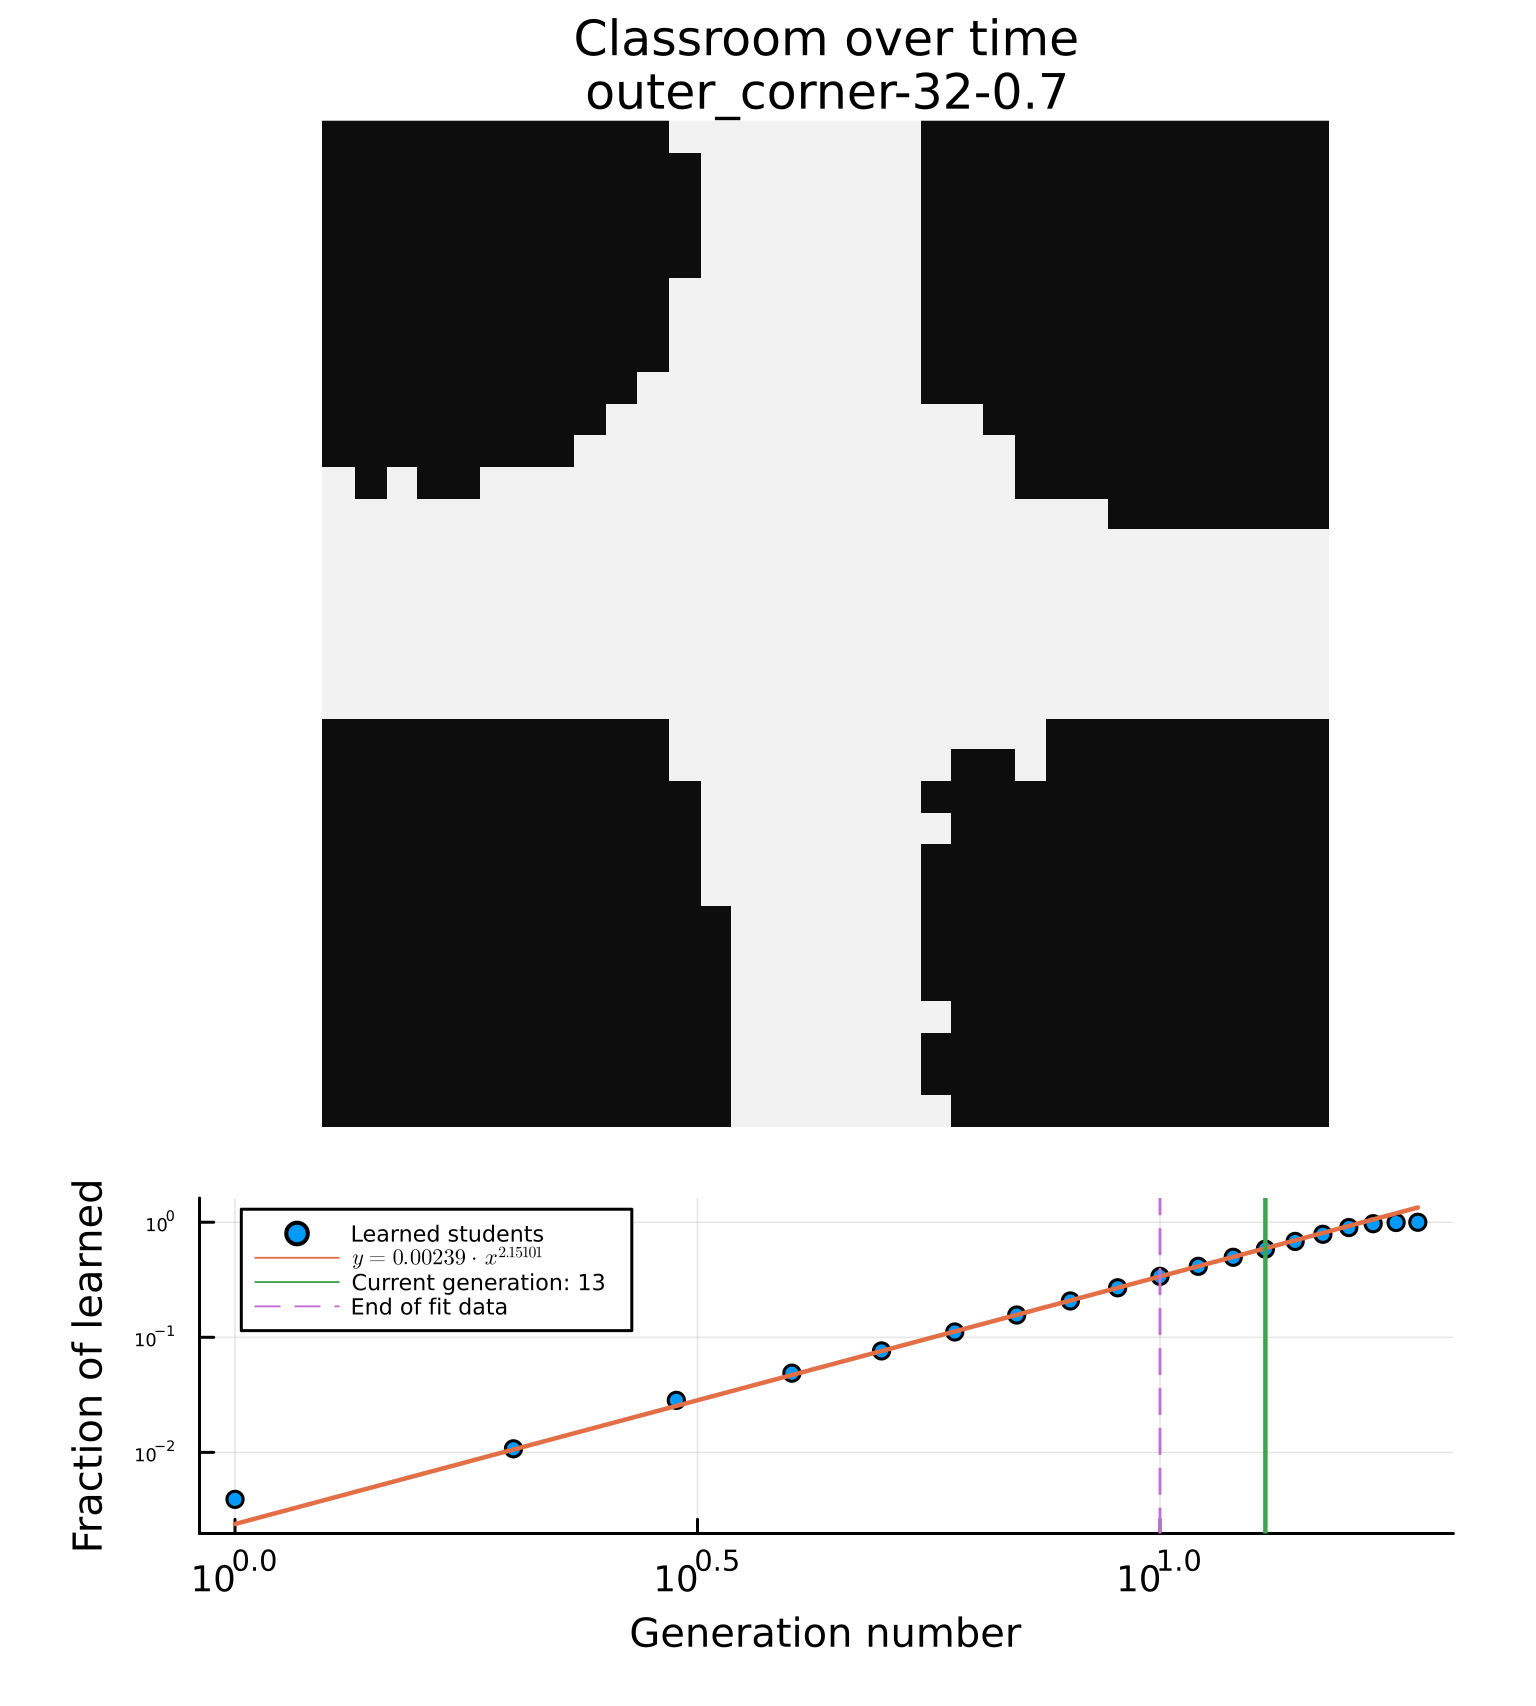 Classroom over time
outer_corner-32-0.7
Fraction of learned
10⁰
10⁻¹
10⁻²
Learned students
y = 0.00239 · x^2.15101
Current generation: 13
End of fit data
10^0.0
10^0.5
10^1.0
Generation number